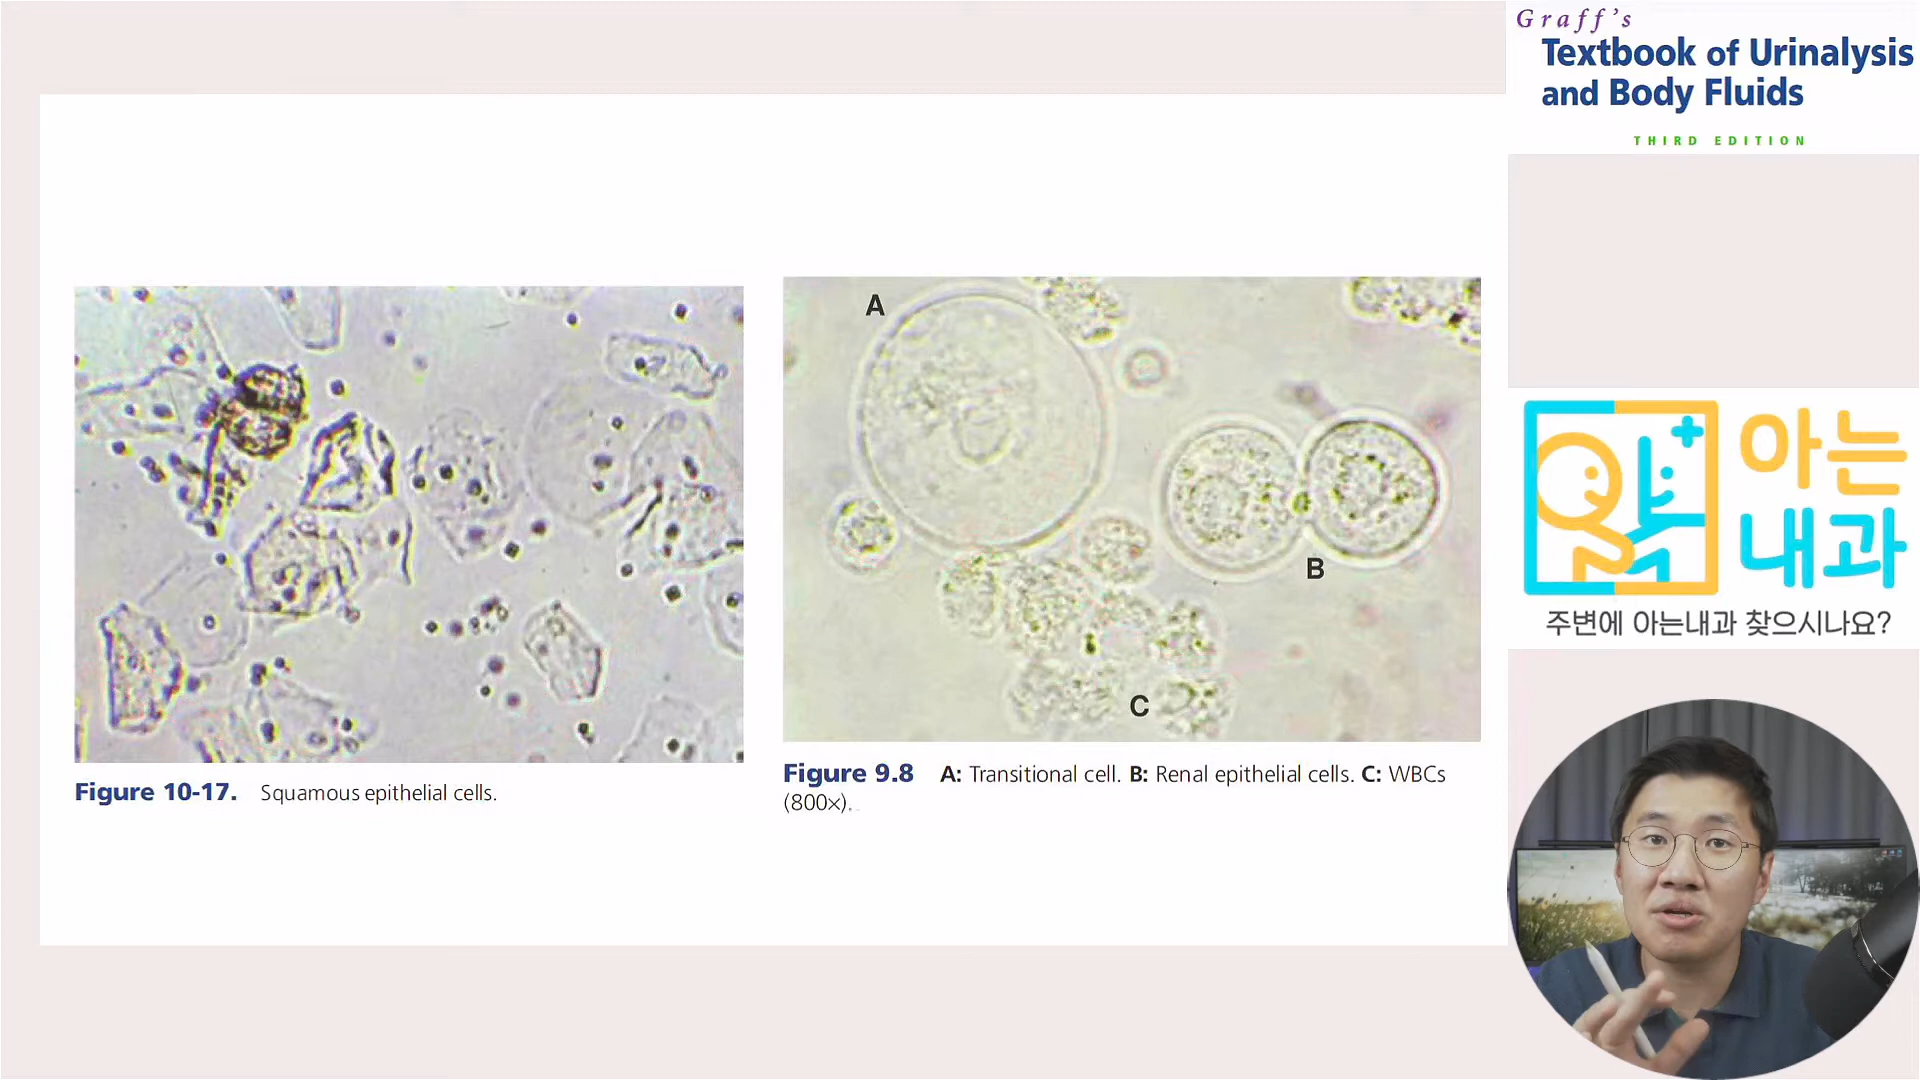 Graff's
Textbook of Urinalysis
and Body Fluids
THIRD EDITION
A
B
C
Figure 10-17. Squamous epithelial cells.
Figure 9.8 A: Transitional cell. B: Renal epithelial cells. C: WBCs
(800×).
아는
내과
주변에 아는내과 찾으시나요?